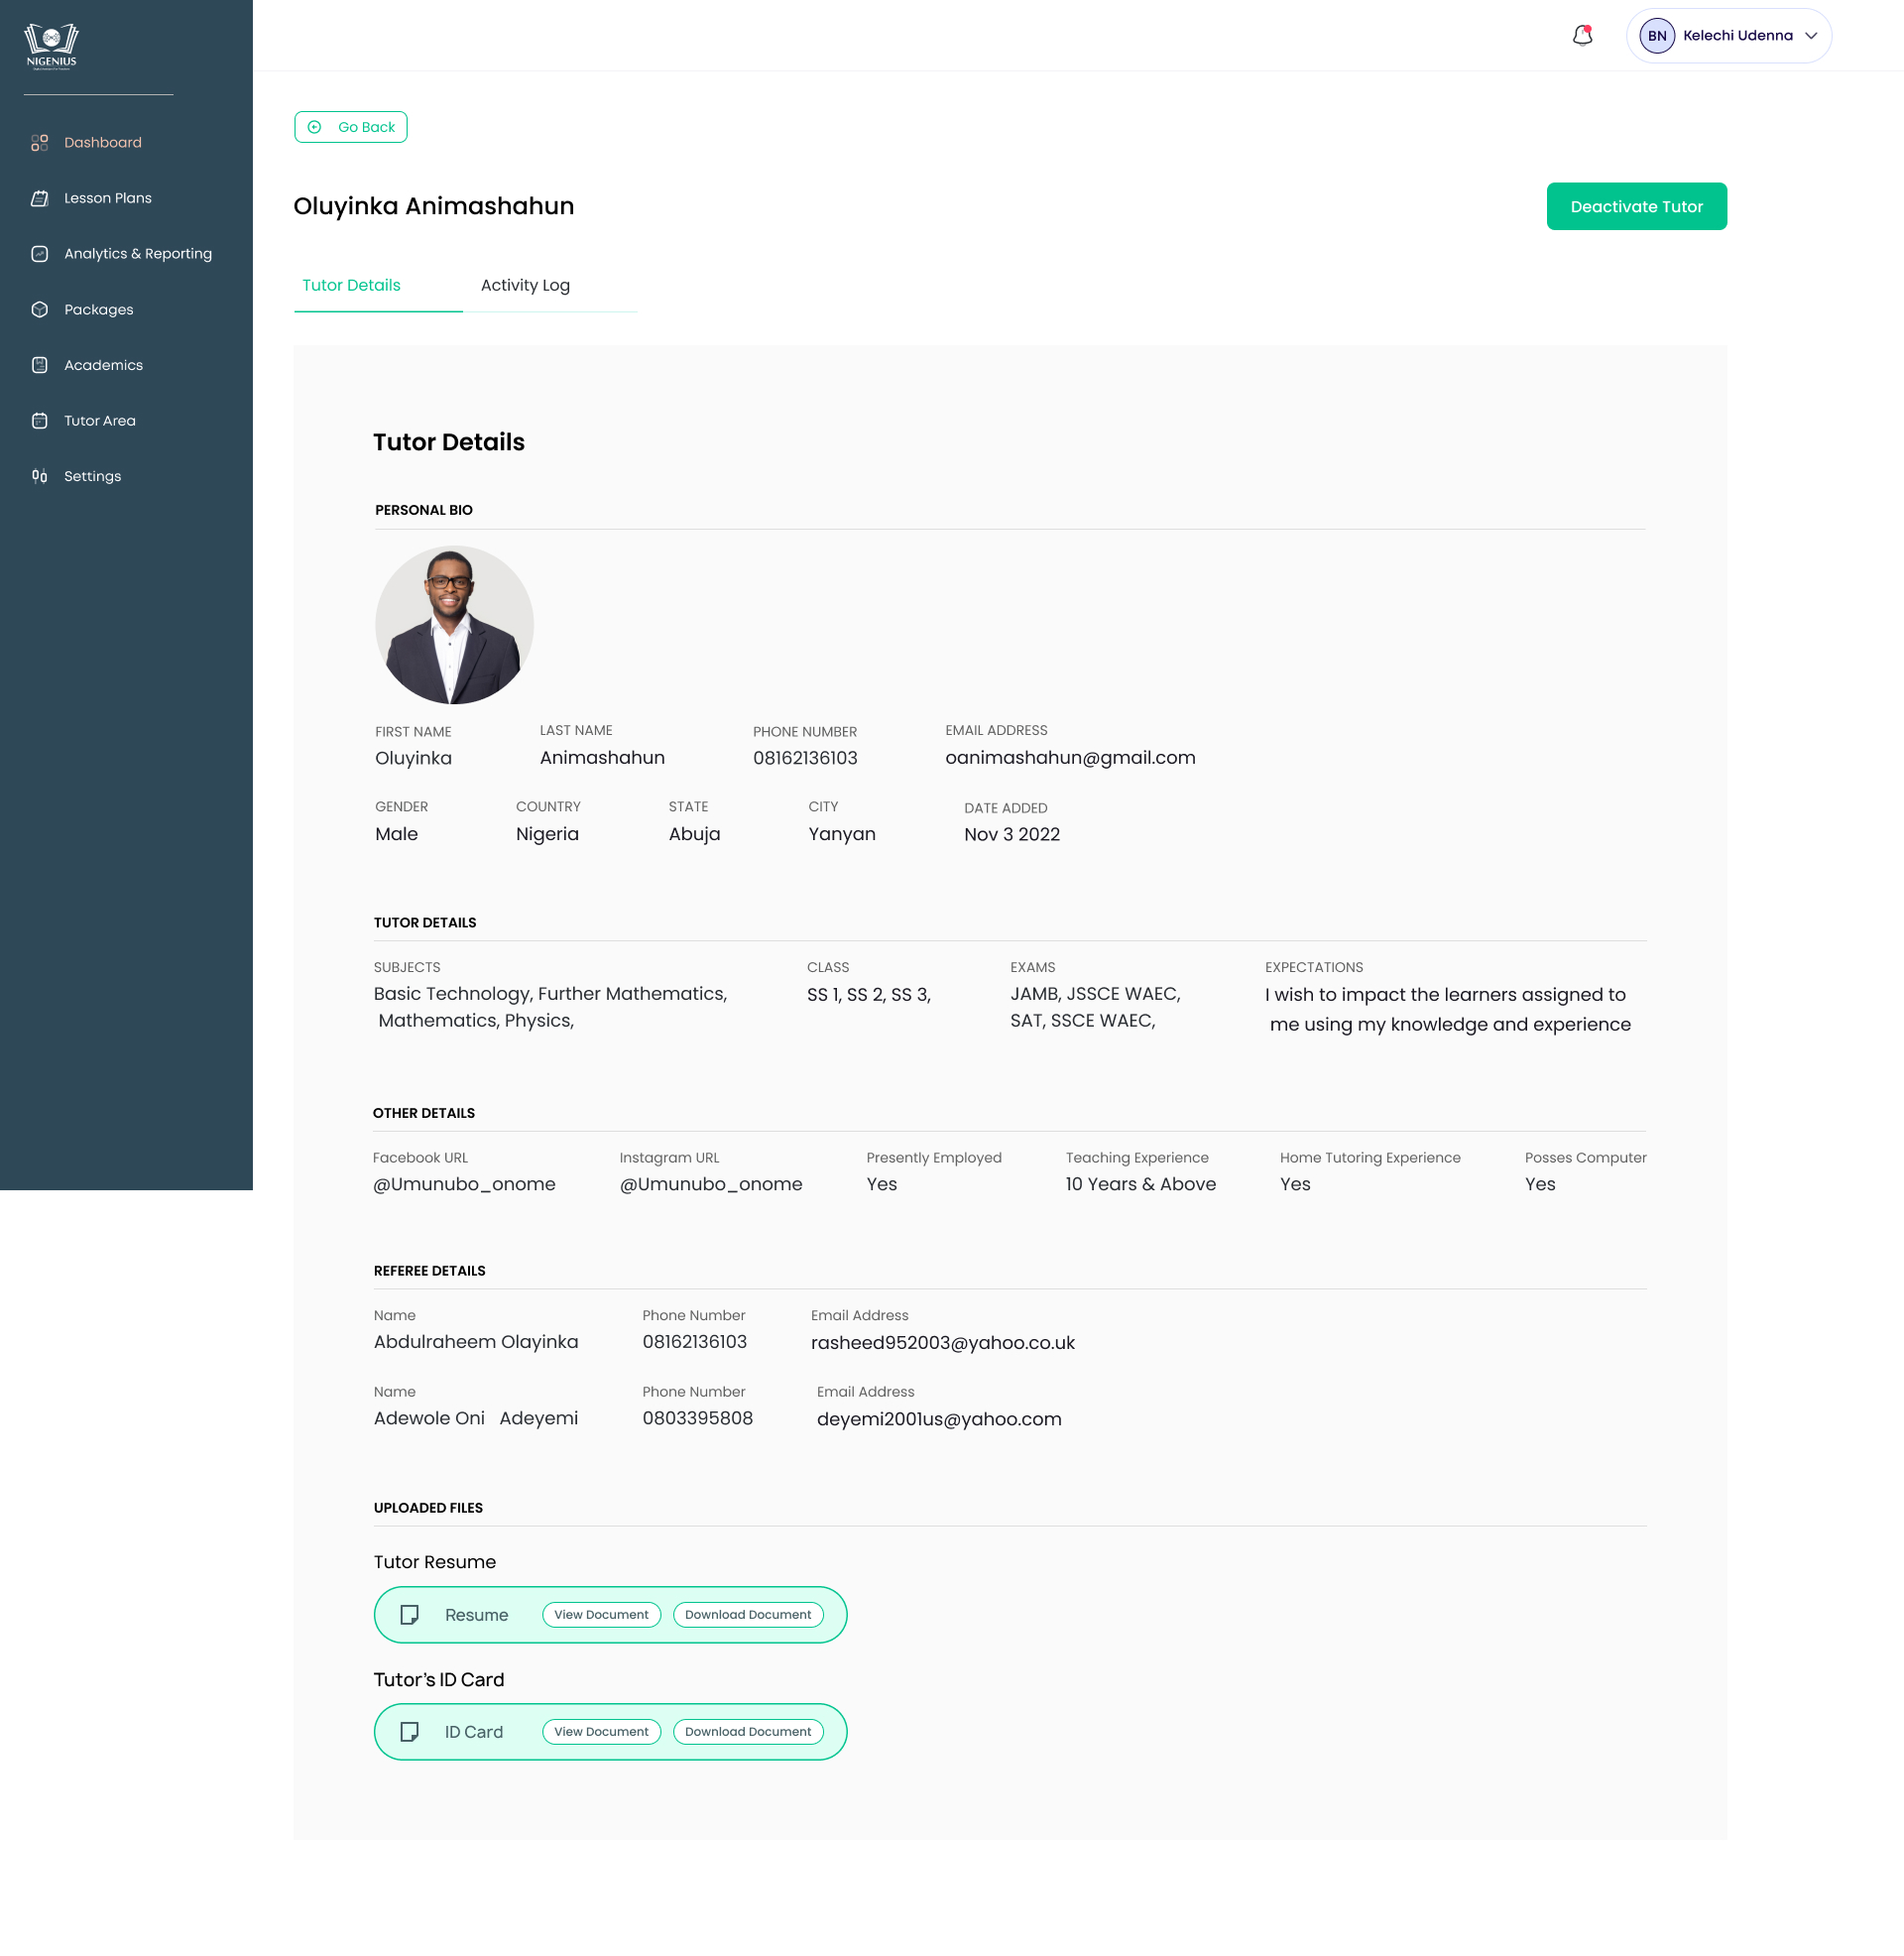 NIGENIUS
BN
Kelechi Udenna
Dashboard
Lesson Plans
Analytics & Reporting
Packages
Academics
Tutor Area
Settings
Go Back
Oluyinka Animashahun
Deactivate Tutor
Tutor Details
Activity Log
Tutor Details
PERSONAL BIO
FIRST NAME
Oluyinka
LAST NAME
Animashahun
PHONE NUMBER
08162136103
EMAIL ADDRESS
oanimashahun@gmail.com
GENDER
Male
COUNTRY
Nigeria
STATE
Abuja
CITY
Yanyan
DATE ADDED
Nov 3 2022
TUTOR DETAILS
SUBJECTS
Basic Technology, Further Mathematics,
Mathematics, Physics,
CLASS
SS 1, SS 2, SS 3,
EXAMS
JAMB, JSSCE WAEC,
SAT, SSCE WAEC,
EXPECTATIONS
I wish to impact the learners assigned to
me using my knowledge and experience
OTHER DETAILS
Facebook URL
@Umunubo_onome
Instagram URL
@Umunubo_onome
Presently Employed
Yes
Teaching Experience
10 Years & Above
Home Tutoring Experience
Yes
Posses Computer
Yes
REFEREE DETAILS
Name
Abdulraheem Olayinka
Phone Number
08162136103
Email Address
rasheed952003@yahoo.co.uk
Name
Adewole Oni Adeyemi
Phone Number
0803395808
Email Address
deyemi2001us@yahoo.com
UPLOADED FILES
Tutor Resume
Resume
View Document
Download Document
Tutor's ID Card
ID Card
View Document
Download Document